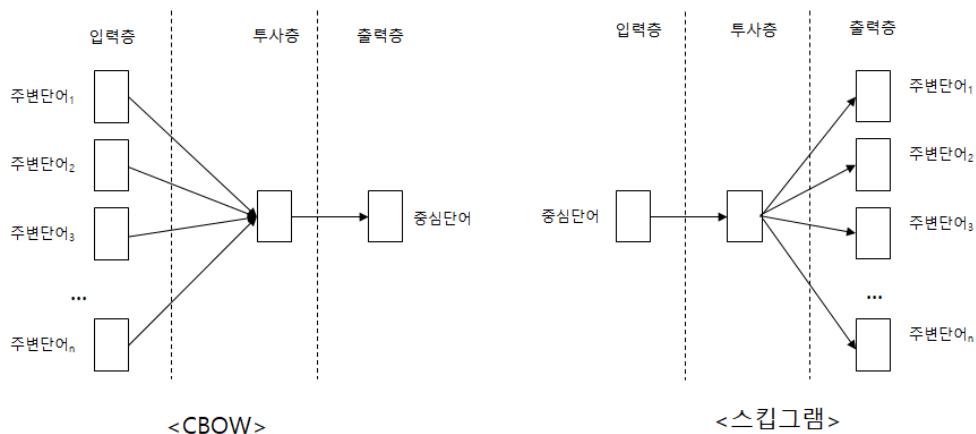 입력층
투사층
출력층
주변단어1
주변단어2
주변단어3
...
주변단어n
중심단어
<CBOW>
입력층
투사층
출력층
중심단어
주변단어1
주변단어2
주변단어3
...
주변단어n
<스킵그램>